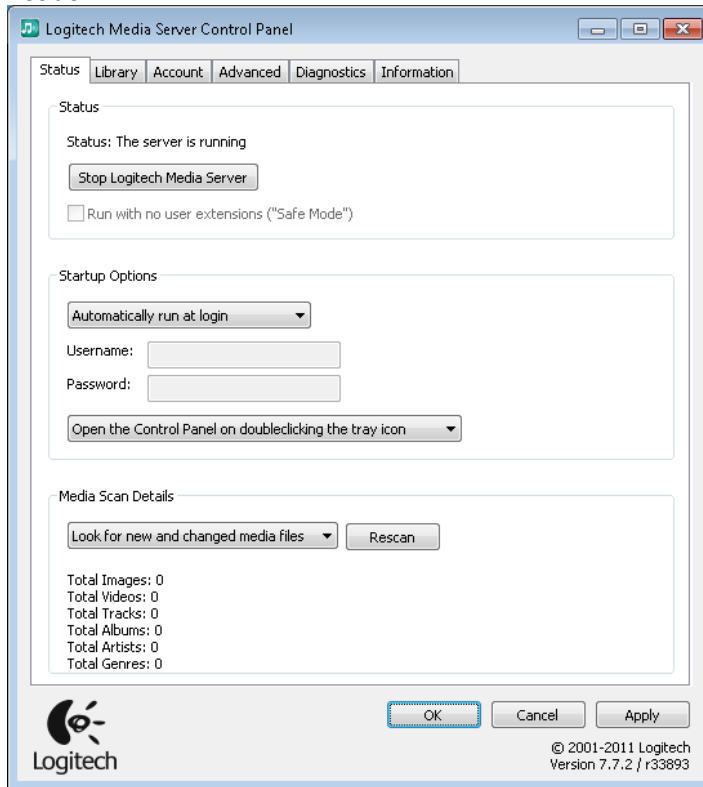 Logitech Media Server Control Panel
Status Library Account Advanced Diagnostics Information
Status
Status: The server is running
Stop Logitech Media Server
Run with no user extensions ("Safe Mode")
Startup Options
Automatically run at login
Username:
Password:
Open the Control Panel on doubleclicking the tray icon
Media Scan Details
Look for new and changed media files Rescan
Total Images: 0
Total Videos: 0
Total Tracks: 0
Total Albums: 0
Total Artists: 0
Total Genres: 0
OK Cancel Apply
Logitech
© 2001-2011 Logitech
Version 7.7.2 / r33893